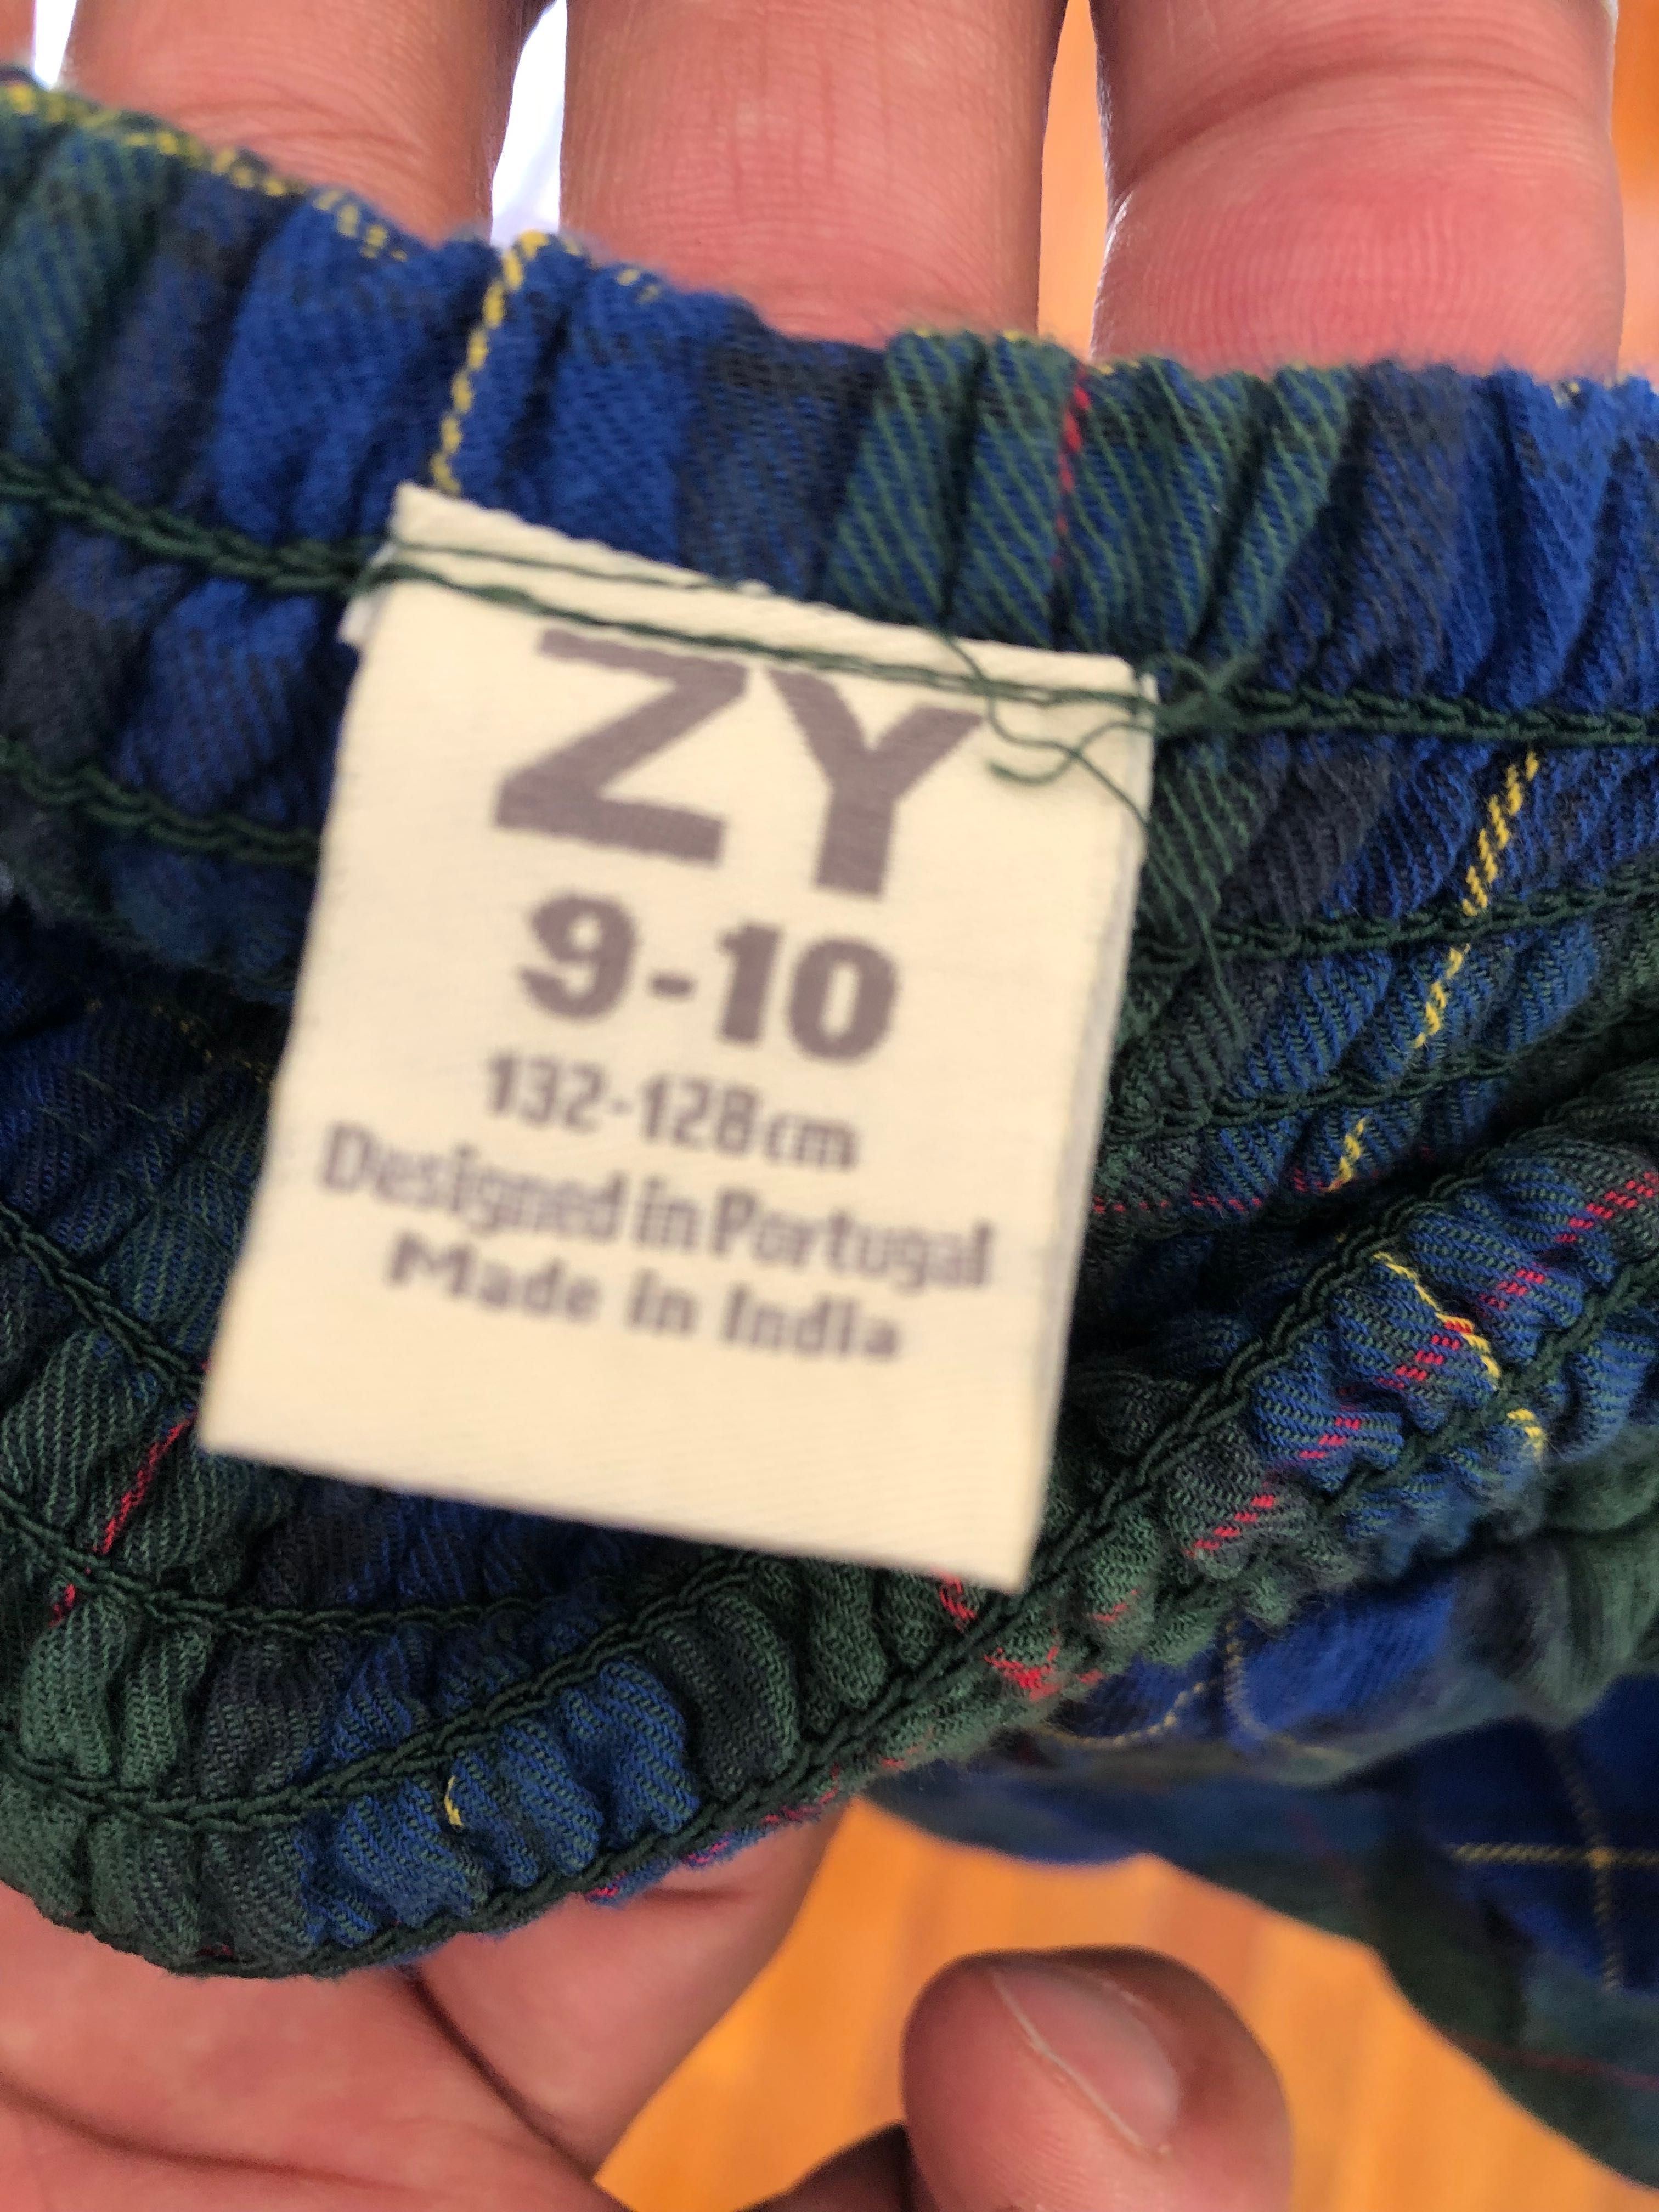 ZY
9-10
132-128cm
Designed in Portugal
Made in India